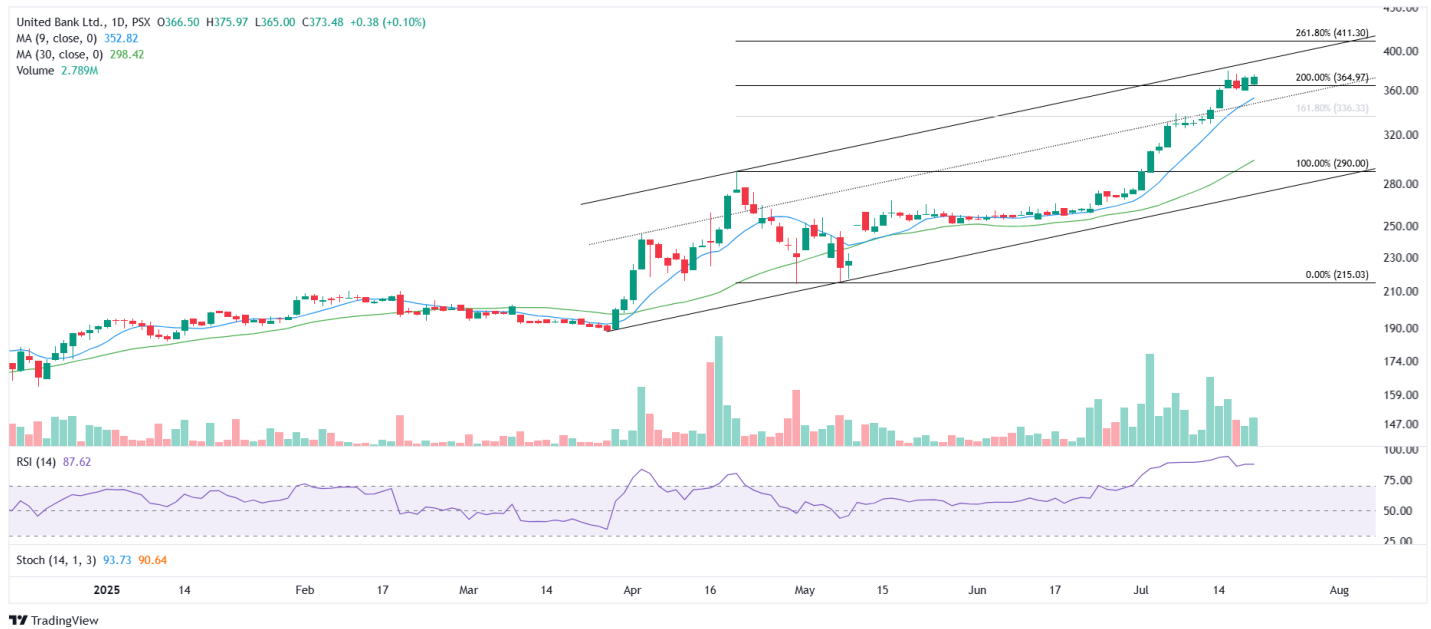 United Bank Ltd., 1D, PSX O366.50 H375.97 L365.00 C373.48 +0.38 (+0.10%)
MA (9, close, 0) 352.82
MA (30, close, 0) 298.42
Volume 2.789M
261.80% (411.30)
200.00% (364.97)
161.80% (336.33)
100.00% (290.00)
0.00% (215.03)
450.00
400.00
360.00
320.00
280.00
250.00
230.00
210.00
190.00
174.00
159.00
147.00
RSI (14) 87.62
100.00
75.00
50.00
25.00
Stoch (14, 1, 3) 93.73 90.64
2025 14 Feb 17 Mar 14 Apr 16 May 15 Jun 17 Jul 14 Aug
TradingView